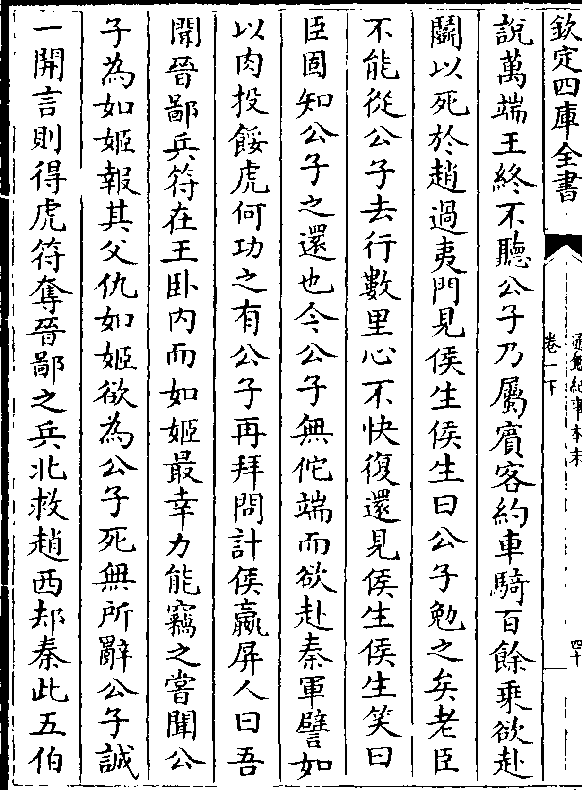 欽定四庫全書
通鑑紀事本末
卷一下
四十
說萬端王終不聽公子乃屬賓客約車騎百餘乘欲赴
鬭以死於趙過夷門見侯生侯生曰公子勉之矣老臣
不能從公子去行數里心不快復還見侯生侯生笑曰
臣固知公子之還也今公子無佗端而欲赴秦軍譬如
以肉投餒虎何功之有公子再拜問計侯嬴屏人曰吾
聞晉鄙兵符在王卧内而如姬最幸力能竊之嘗聞公
子為如姬報其父仇如姬欲為公子死無所辭公子誠
一開言則得虎符奪晉鄙之兵北救趙西却秦此五伯